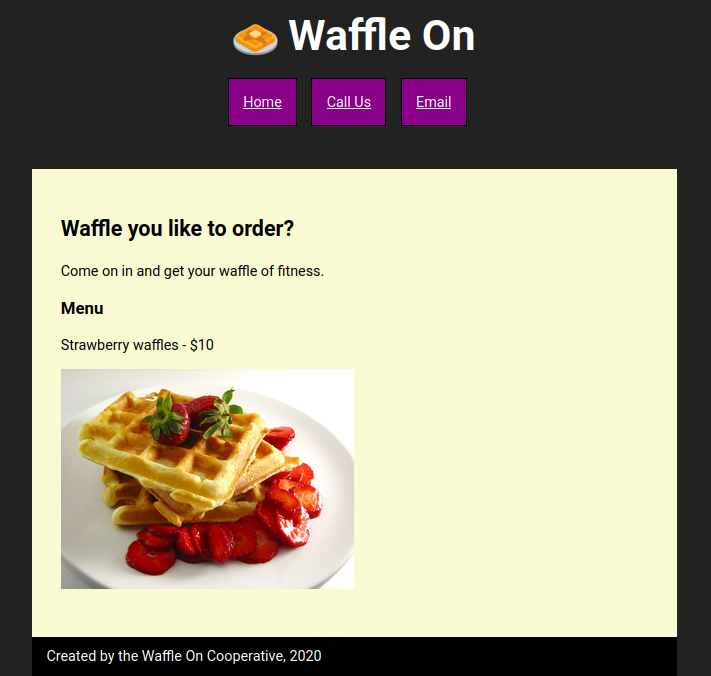 Waffle On
Home Call Us Email
Waffle you like to order?
Come on in and get your waffle of fitness.
Menu
Strawberry waffles - $10
Created by the Waffle On Cooperative, 2020